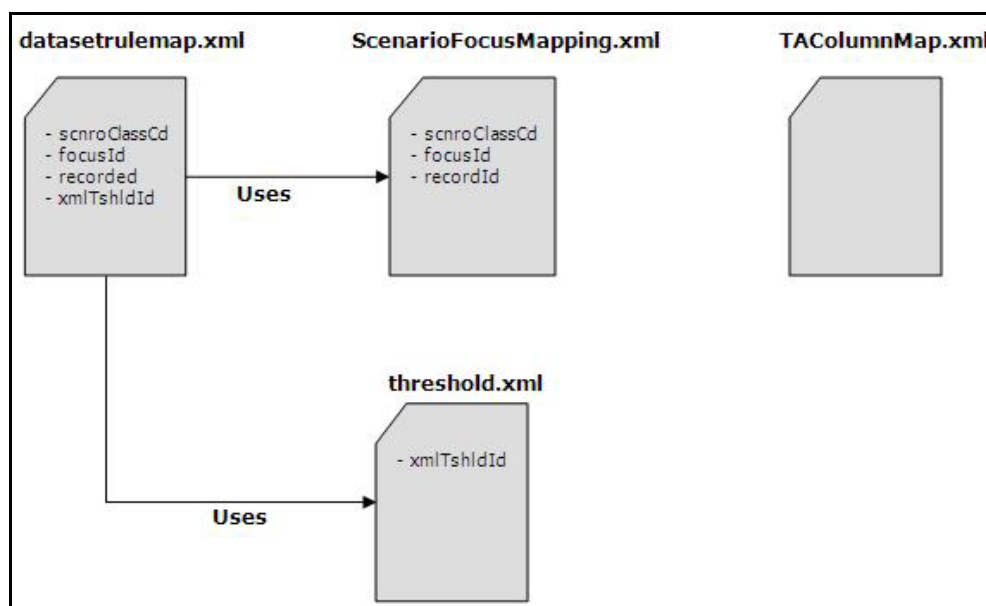 datasetrulemap.xml
ScenarioFocusMapping.xml
TAColumnMap.xml
- scnroClassCd
- focusId
- recorded
- xmlTshldId
Uses
- scnroClassCd
- focusId
- recordId
threshold.xml
- xmlTshldId
Uses